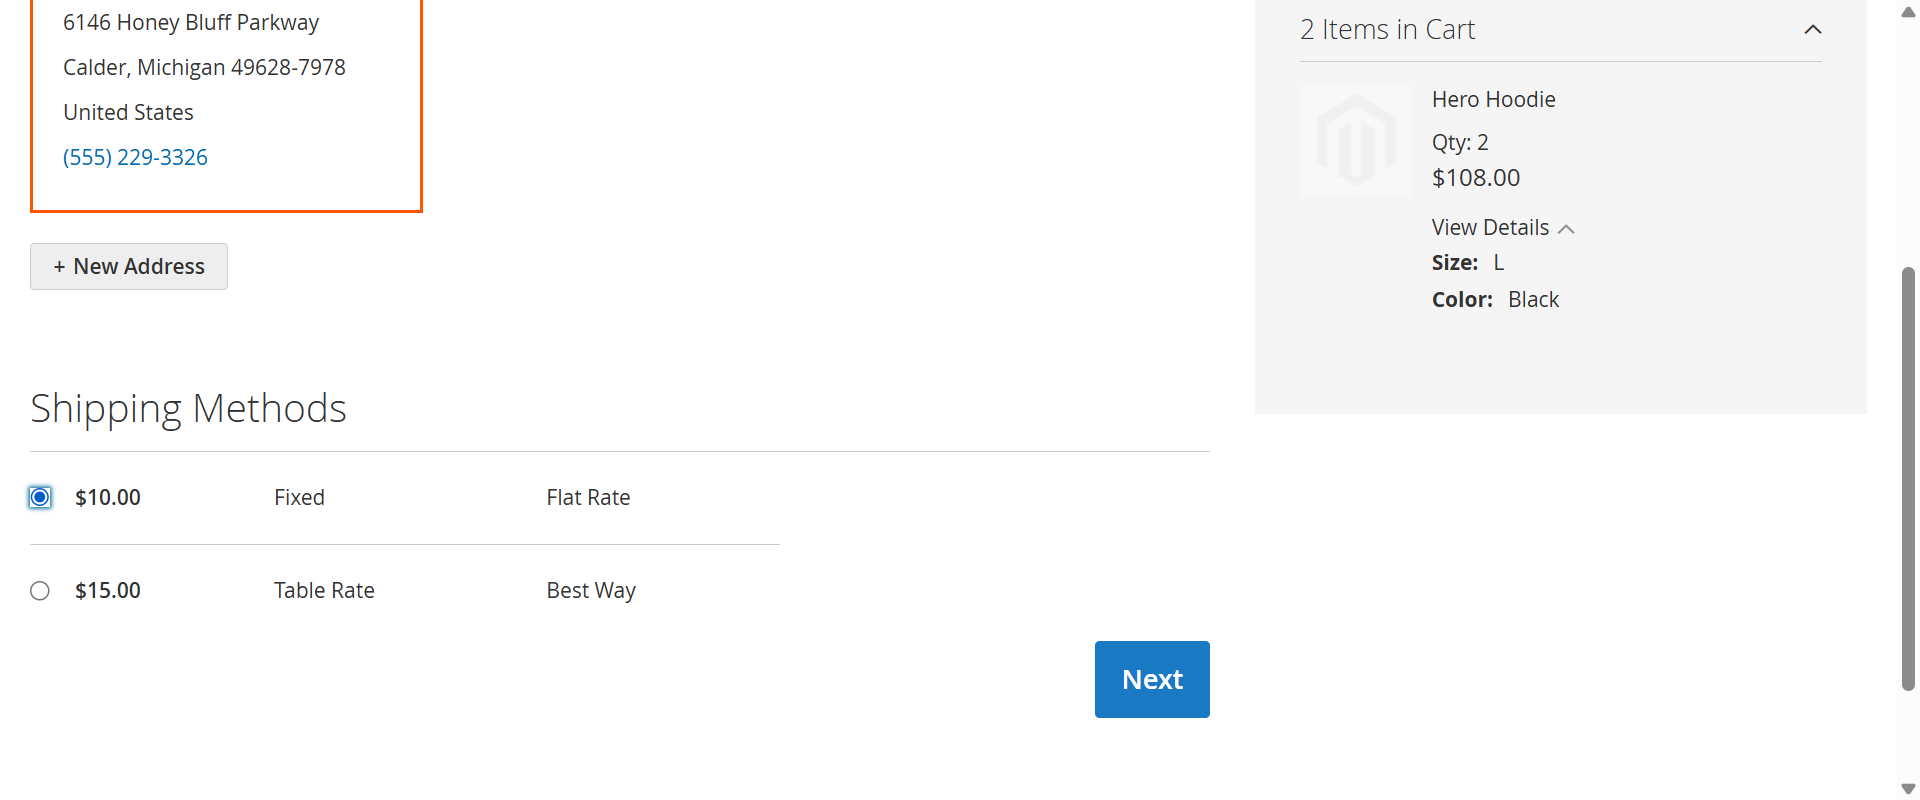 6146 Honey Bluff Parkway
Calder, Michigan 49628-7978
United States
(555) 229-3326
+ New Address
Shipping Methods
$10.00 Fixed Flat Rate
$15.00 Table Rate Best Way
Next
2 Items in Cart
Hero Hoodie
Qty: 2
$108.00
View Details
Size: L
Color: Black